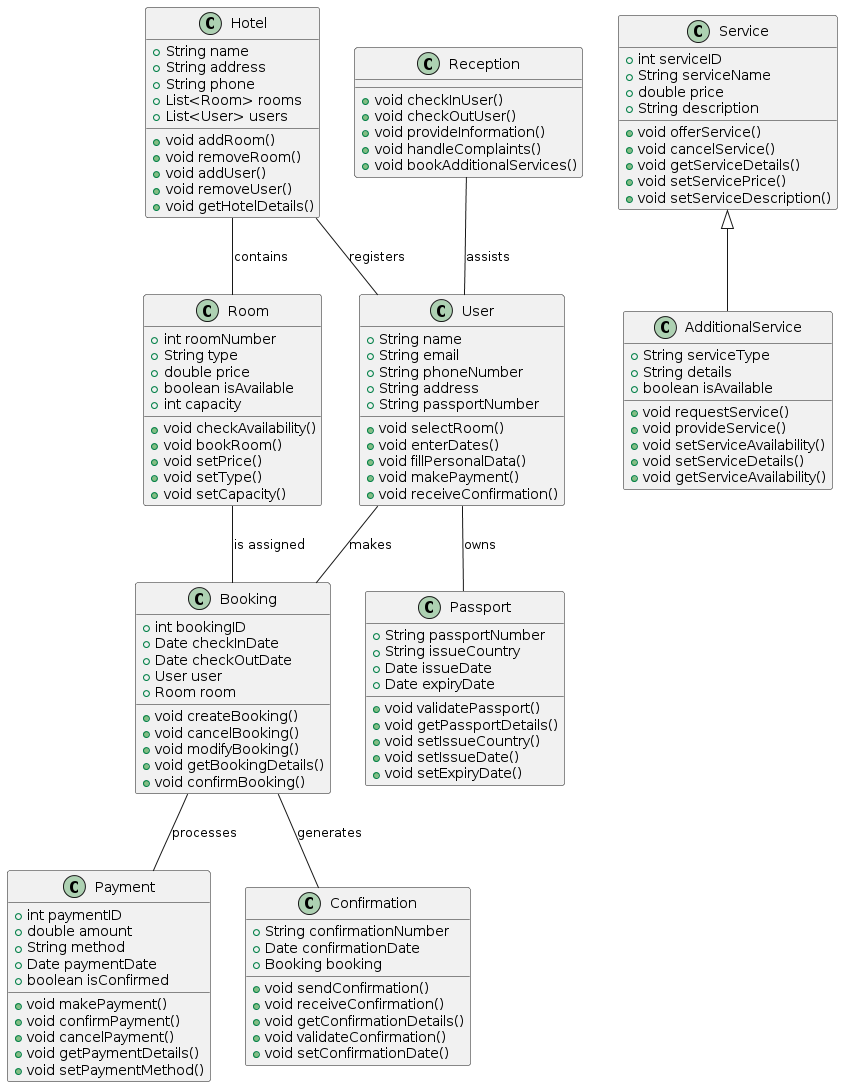 C Hotel
String name
String address
String phone
List<Room> rooms
List<User> users
void addRoom()
void removeRoom()
void addUser()
void removeUser()
void getHotelDetails()
C Reception
void checkInUser()
void checkOutUser()
void provideInformation()
void handleComplaints()
void bookAdditionalServices()
C Service
int serviceID
String serviceName
double price
String description
void offerService()
void cancelService()
void getServiceDetails()
void setServicePrice()
void setServiceDescription()
contains
registers
assists
C Room
int roomNumber
String type
double price
boolean isAvailable
int capacity
void checkAvailability()
void bookRoom()
void setPrice()
void setType()
void setCapacity()
C User
String name
String email
String phoneNumber
String address
String passportNumber
void selectRoom()
void enterDates()
void fillPersonalData()
void makePayment()
void receiveConfirmation()
C AdditionalService
String serviceType
String details
boolean isAvailable
void requestService()
void provideService()
void setServiceAvailability()
void setServiceDetails()
void getServiceAvailability()
is assigned
makes
owns
C Booking
int bookingID
Date checkInDate
Date checkOutDate
User user
Room room
void createBooking()
void cancelBooking()
void modifyBooking()
void getBookingDetails()
void confirmBooking()
C Passport
String passportNumber
String issueCountry
Date issueDate
Date expiryDate
void validatePassport()
void getPassportDetails()
void setIssueCountry()
void setIssueDate()
void setExpiryDate()
processes
generates
C Payment
int paymentID
double amount
String method
Date paymentDate
boolean isConfirmed
void makePayment()
void confirmPayment()
void cancelPayment()
void getPaymentDetails()
void setPaymentMethod()
C Confirmation
String confirmationNumber
Date confirmationDate
Booking booking
void sendConfirmation()
void receiveConfirmation()
void getConfirmationDetails()
void validateConfirmation()
void setConfirmationDate()